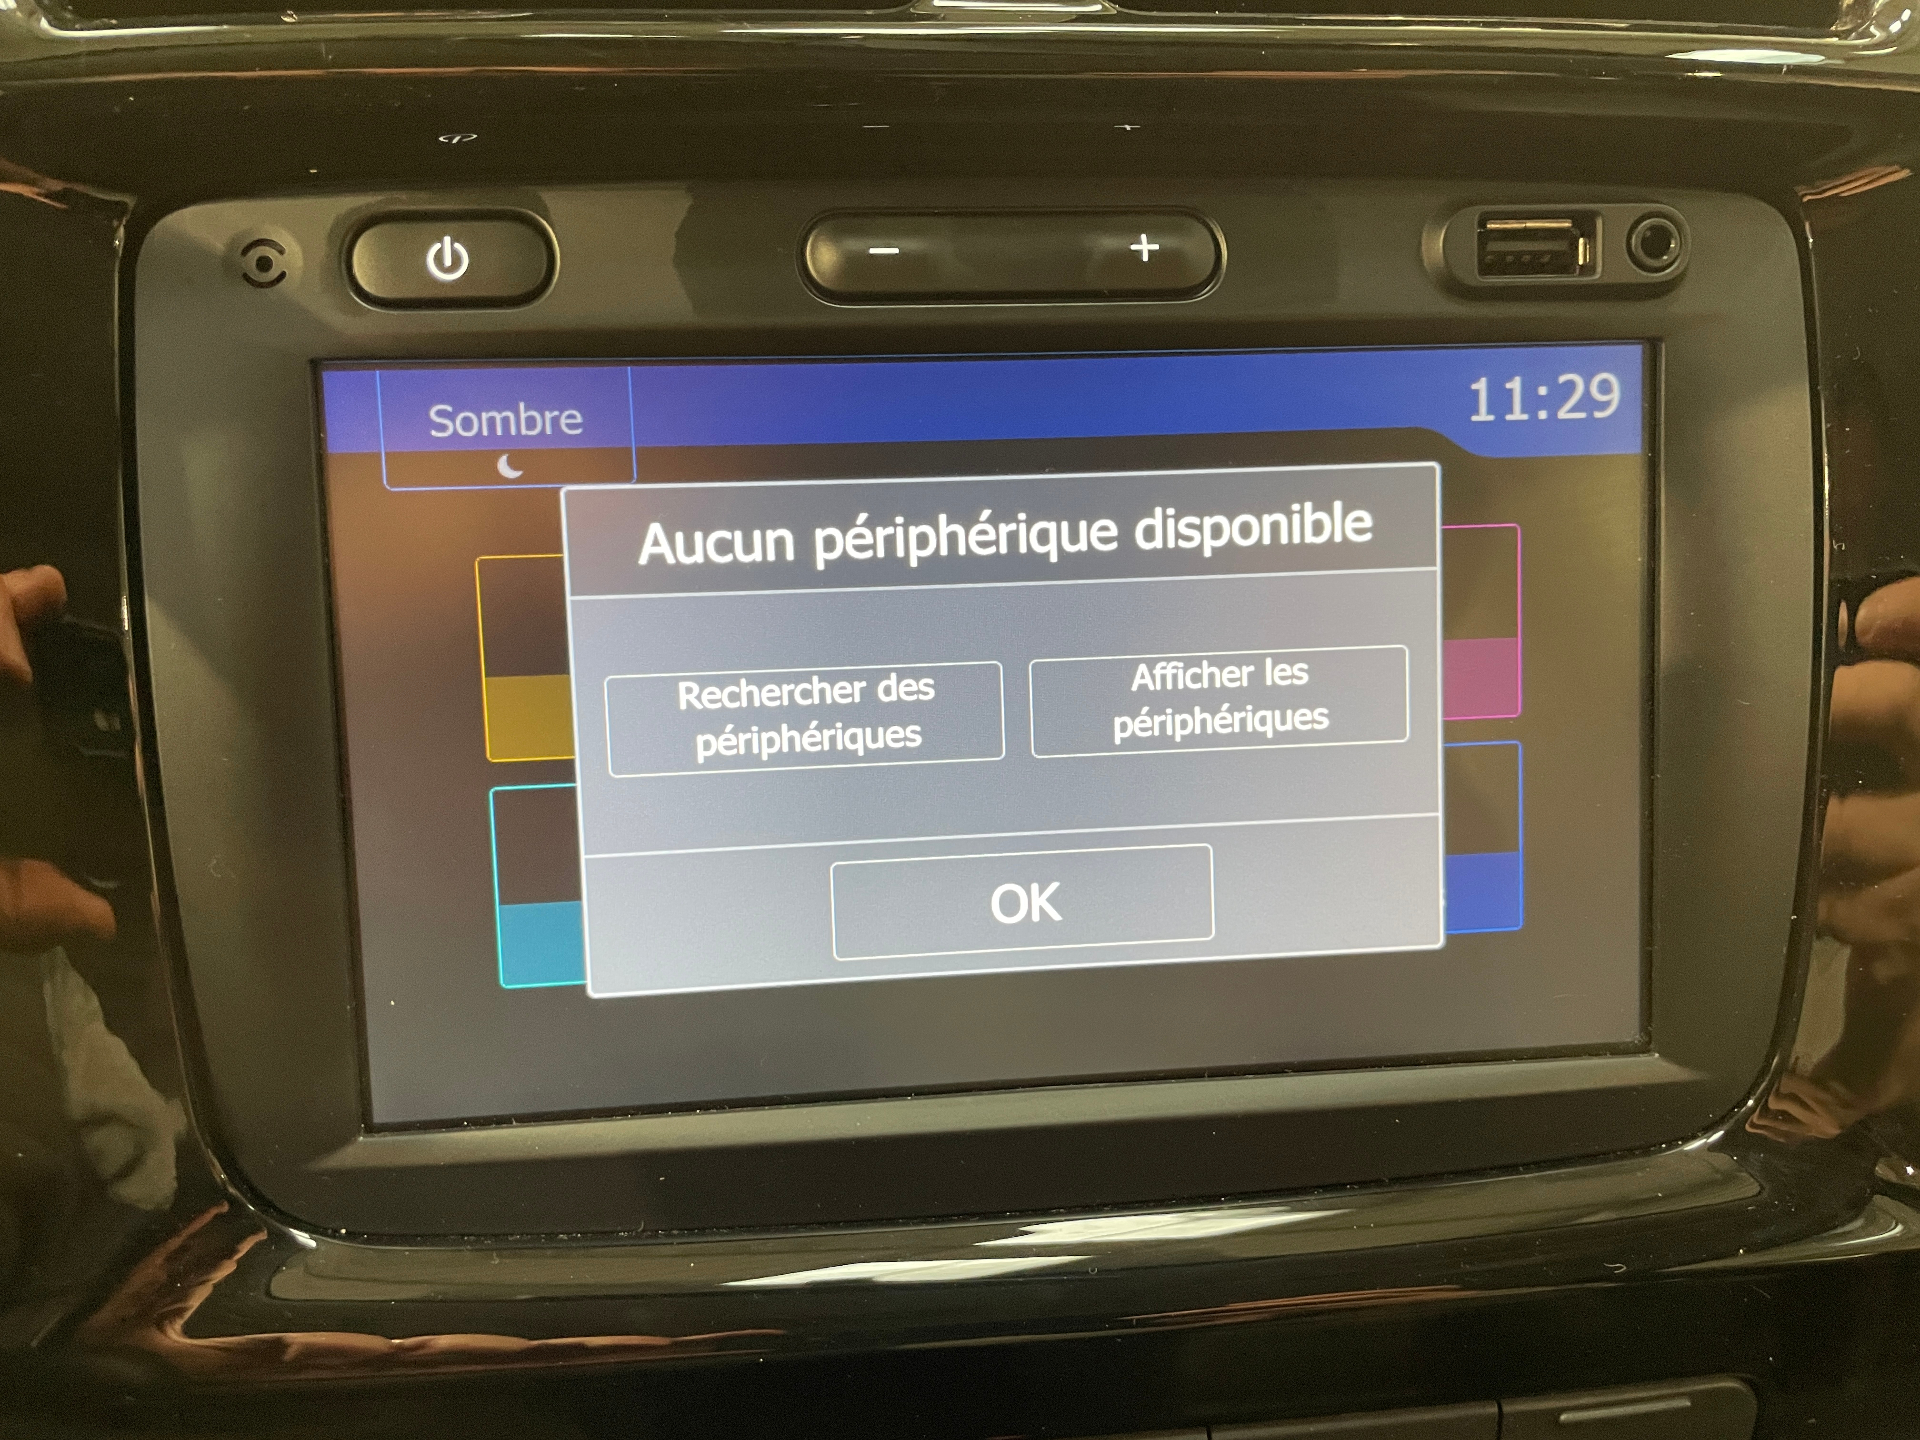 Sombre
11:29
Aucun périphérique disponible
Rechercher des
périphériques
Afficher les
périphériques
OK